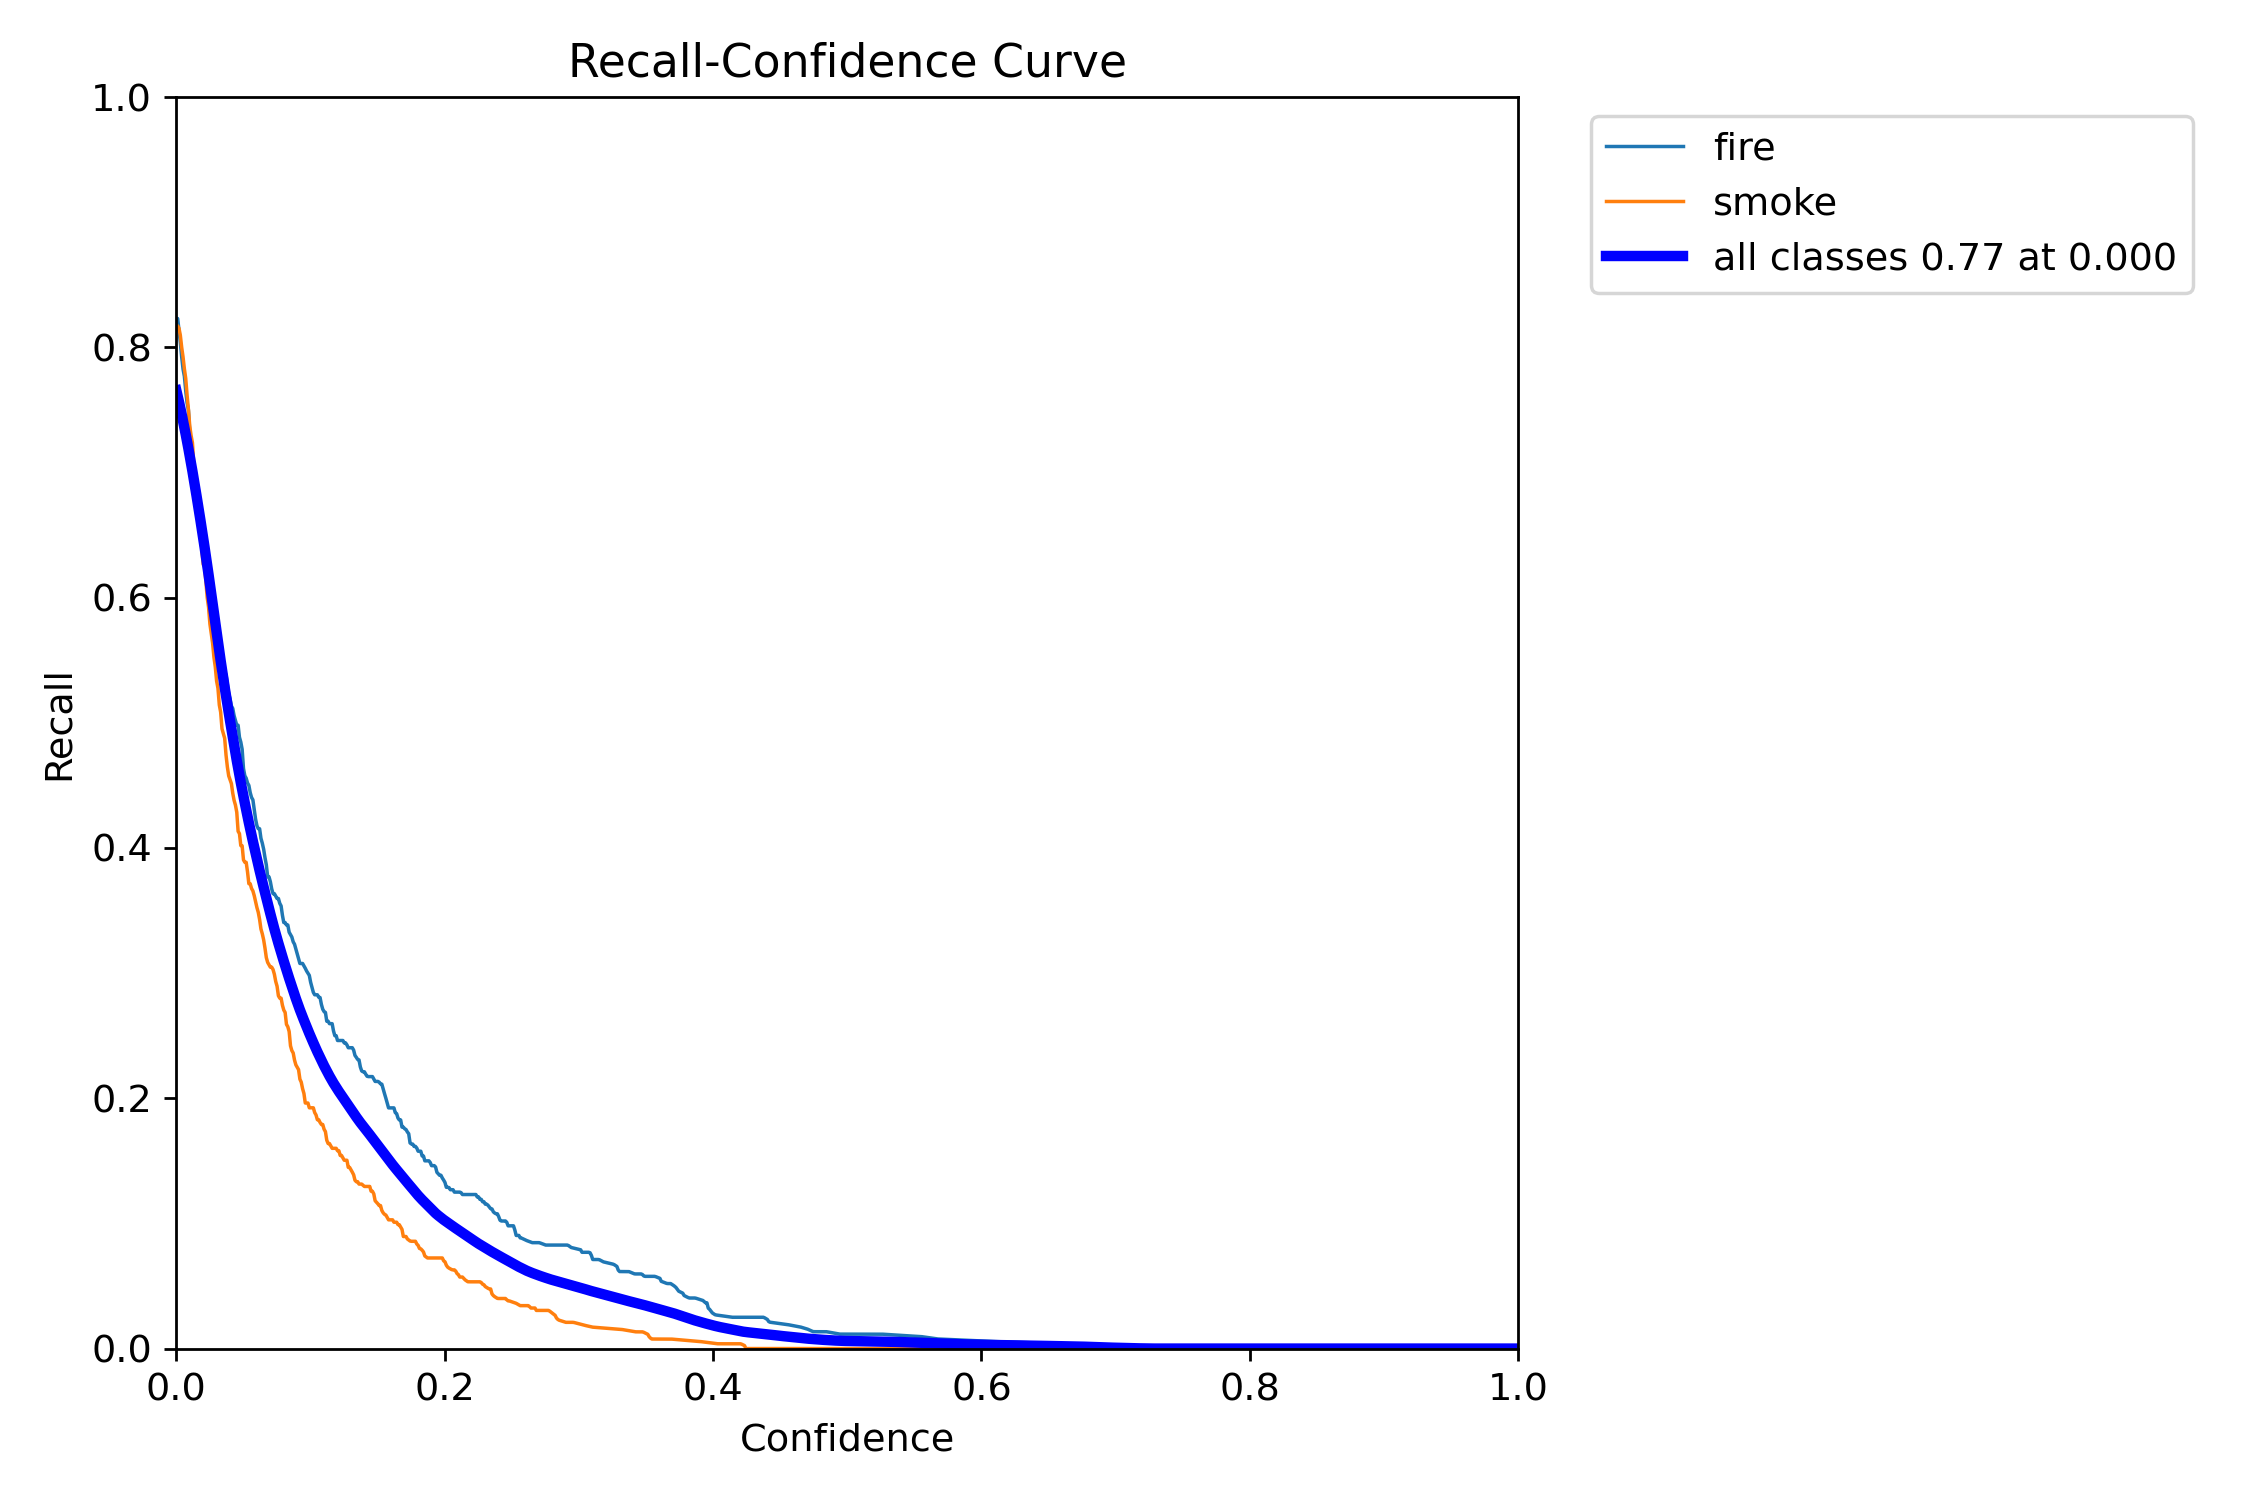 Recall-Confidence Curve
1.0
0.8
0.6
0.4
0.2
0.0
Recall
0.0 0.2 0.4 0.6 0.8 1.0
Confidence
fire
smoke
all classes 0.77 at 0.000